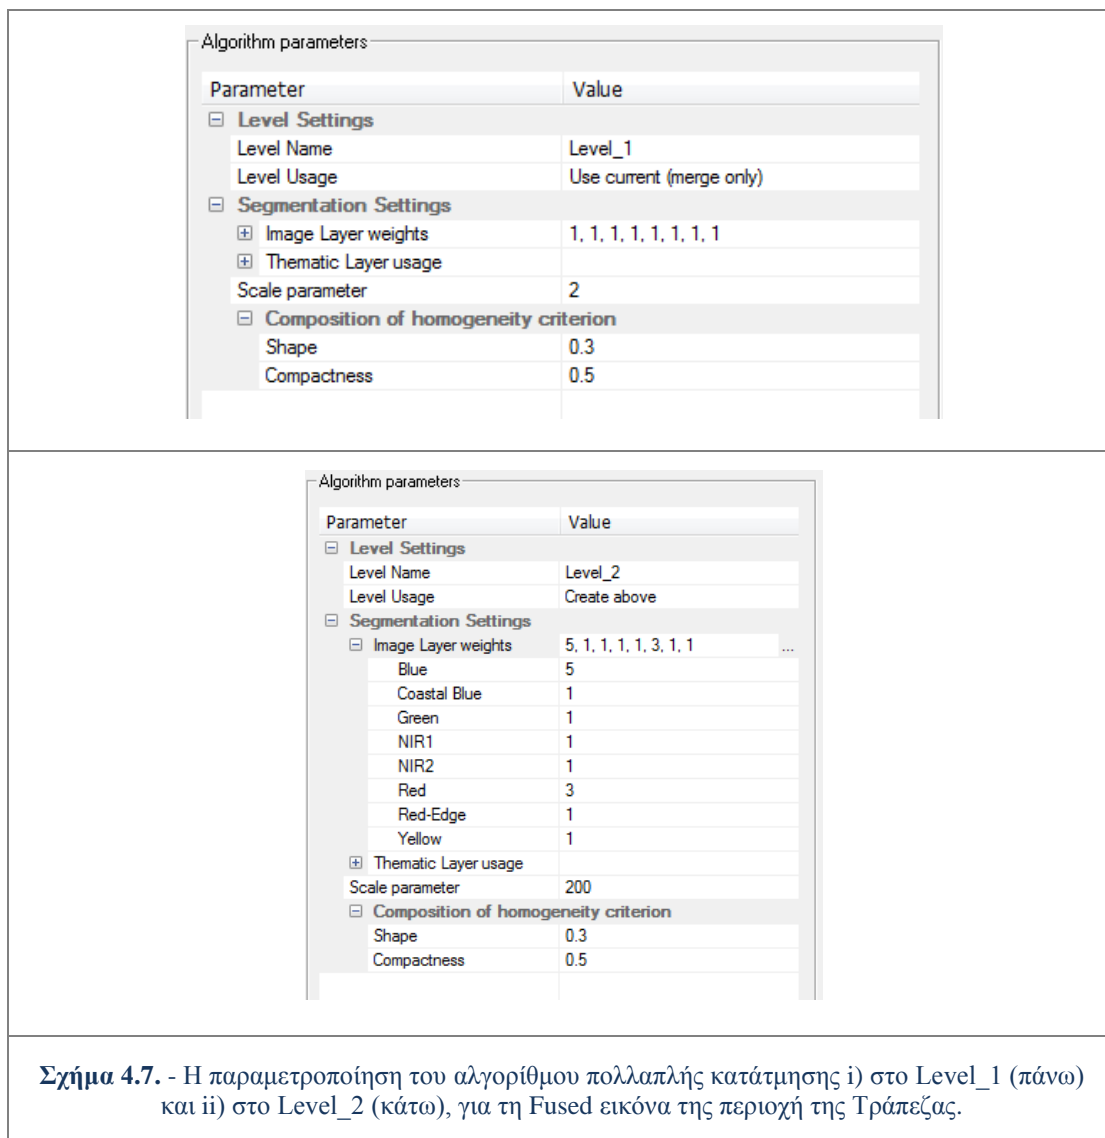 Algorithm parameters
Parameter Value
Level Settings
Level Name Level_1
Level Usage Use current (merge only)
Segmentation Settings
Image Layer weights 1, 1, 1, 1, 1, 1, 1, 1
Thematic Layer usage
Scale parameter 2
Composition of homogeneity criterion
Shape 0.3
Compactness 0.5
Algorithm parameters
Parameter Value
Level Settings
Level Name Level_2
Level Usage Create above
Segmentation Settings
Image Layer weights 5, 1, 1, 1, 1, 3, 1, 1 ...
Blue 5
Coastal Blue 1
Green 1
NIR1 1
NIR2 1
Red 3
Red-Edge 1
Yellow 1
Thematic Layer usage
Scale parameter 200
Composition of homogeneity criterion
Shape 0.3
Compactness 0.5
Σχήμα 4.7. - Η παραμετροποίηση του αλγορίθμου πολλαπλής κατάτμησης i) στο Level_1 (πάνω)
και ii) στο Level_2 (κάτω), για τη Fused εικόνα της περιοχή της Τράπεζας.